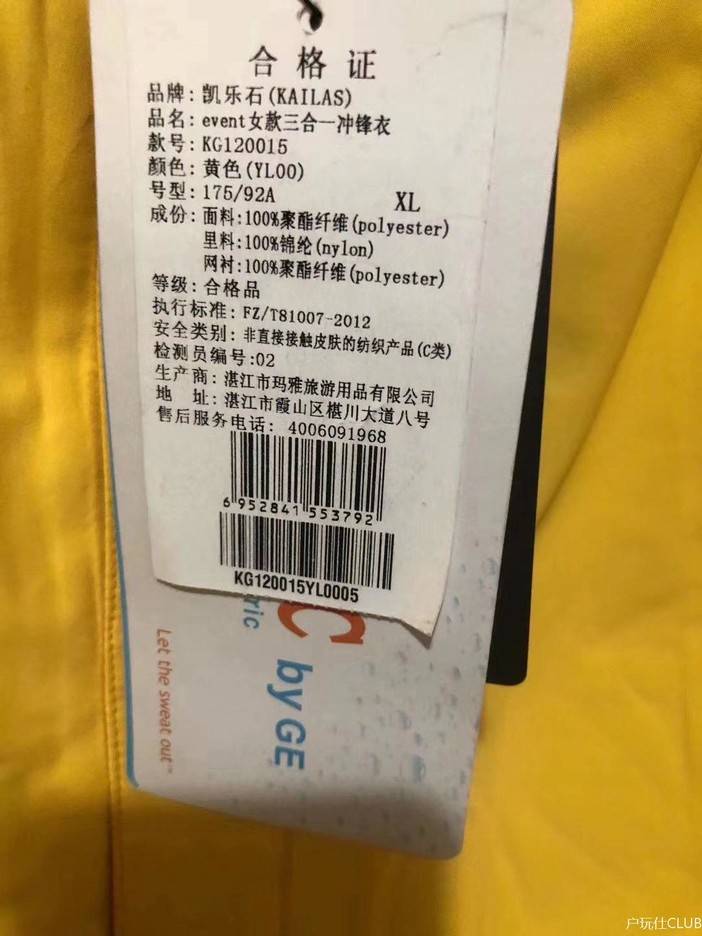 合格证
品牌：凯乐石(KAILAS)
品名：event女款三合一冲锋衣
款号：KG120015
颜色：黄色(YL00)
号型：175/92A XL
成份：面料:100%聚酯纤维(polyester)
里料:100%锦纶(nylon)
网衬:100%聚酯纤维(polyester)
等级：合格品
执行标准：FZ/T81007-2012
安全类别：非直接接触皮肤的纺织产品(C类)
检测员编号:02
生产商：湛江市玛雅旅游用品有限公司
地 址：湛江市霞山区椹川大道八号
售后服务电话：4006091968
6 952841 553792
KG120015YL0005
ric
C
by GE
Let the sweat out™
户玩仕CLUB